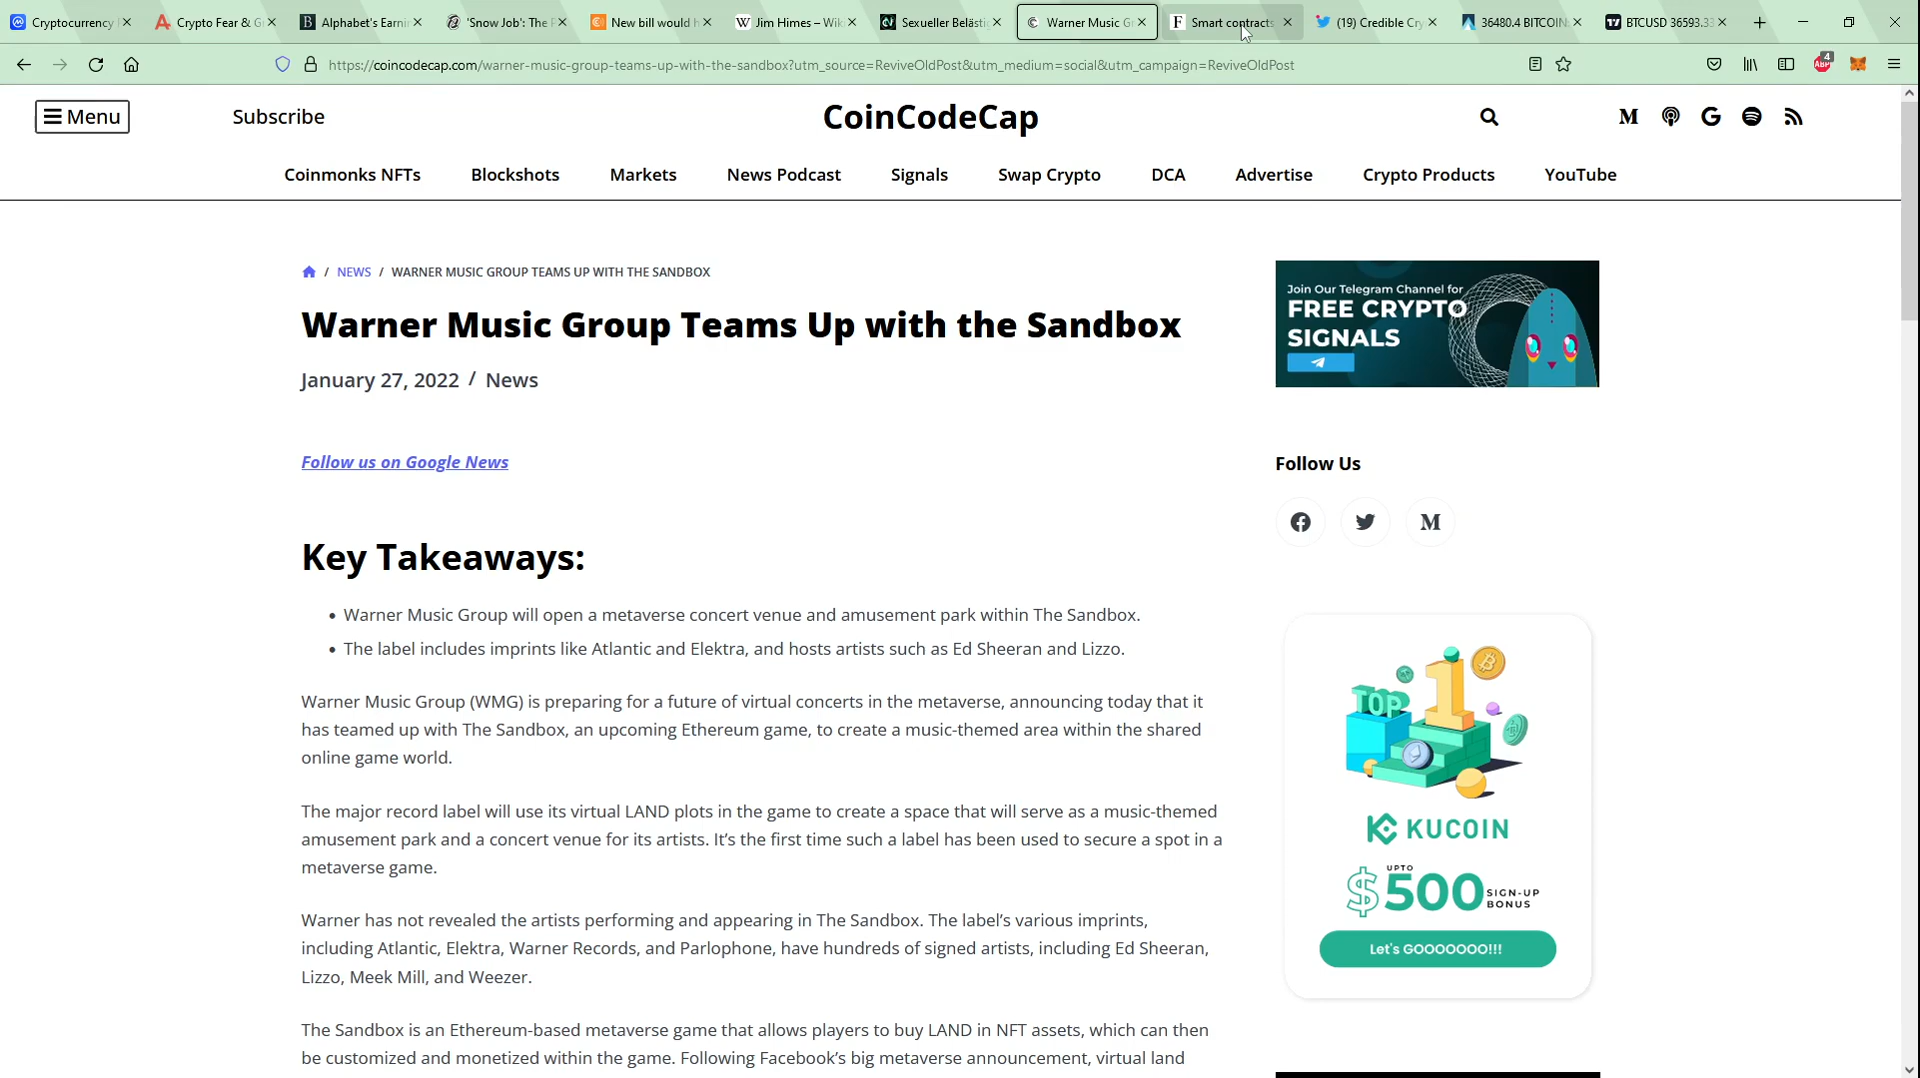 Cryptocurrency
Crypto Fear & G
Alphabet's Earni
'Snow Job': The P
New bill would h
Jim Himes – Wik
Sexueller Belästig
Warner Music G
Smart contracts
(19) Credible Cry
36480.4 BITCOIN
BTCUSD 36593.33
https://coincodecap.com/warner-music-group-teams-up-with-the-sandbox?utm_source=ReviveOldPost&utm_medium=social&utm_campaign=ReviveOldPost
ABP 4
Menu
Subscribe
CoinCodeCap
Coinmonks NFTs
Blockshots
Markets
News Podcast
Signals
Swap Crypto
DCA
Advertise
Crypto Products
YouTube
/ NEWS / WARNER MUSIC GROUP TEAMS UP WITH THE SANDBOX
Warner Music Group Teams Up with the Sandbox
January 27, 2022 / News
Follow us on Google News
Key Takeaways:
• Warner Music Group will open a metaverse concert venue and amusement park within The Sandbox.
• The label includes imprints like Atlantic and Elektra, and hosts artists such as Ed Sheeran and Lizzo.
Warner Music Group (WMG) is preparing for a future of virtual concerts in the metaverse, announcing today that it
has teamed up with The Sandbox, an upcoming Ethereum game, to create a music-themed area within the shared
online game world.
The major record label will use its virtual LAND plots in the game to create a space that will serve as a music-themed
amusement park and a concert venue for its artists. It's the first time such a label has been used to secure a spot in a
metaverse game.
Warner has not revealed the artists performing and appearing in The Sandbox. The label's various imprints,
including Atlantic, Elektra, Warner Records, and Parlophone, have hundreds of signed artists, including Ed Sheeran,
Lizzo, Meek Mill, and Weezer.
The Sandbox is an Ethereum-based metaverse game that allows players to buy LAND in NFT assets, which can then
be customized and monetized within the game. Following Facebook's big metaverse announcement, virtual land
Join Our Telegram Channel for
FREE CRYPTO
SIGNALS
Follow Us
TOP 1
KUCOIN
UPTO
$500 SIGN-UP
BONUS
Let's GOOOOOOO!!!